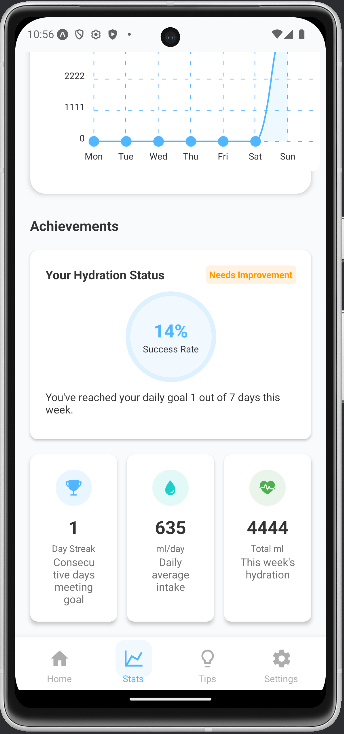 10:56
2222
1111
0
Mon Tue Wed Thu Fri Sat Sun
Achievements
Your Hydration Status
Needs Improvement
14%
Success Rate
You've reached your daily goal 1 out of 7 days this
week.
1
Day Streak
Consecu
tive days
meeting
goal
635
ml/day
Daily
average
intake
4444
Total ml
This week's
hydration
Home Stats Tips Settings